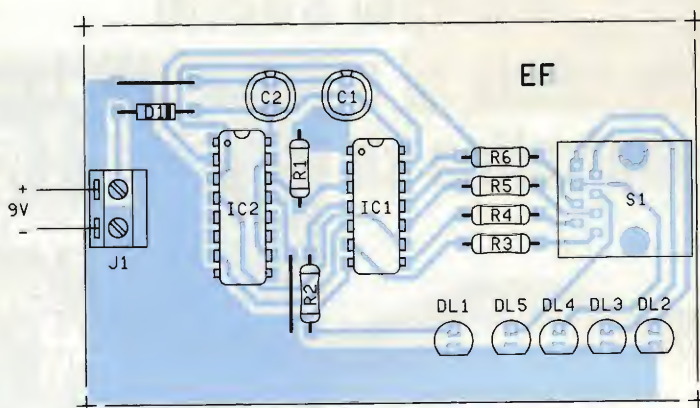 EF
C2
C1
D1
R1
IC2
IC1
R6
R5
R4
R3
S1
+
9V
-
J1
R2
DL1
DL5
DL4
DL3
DL2